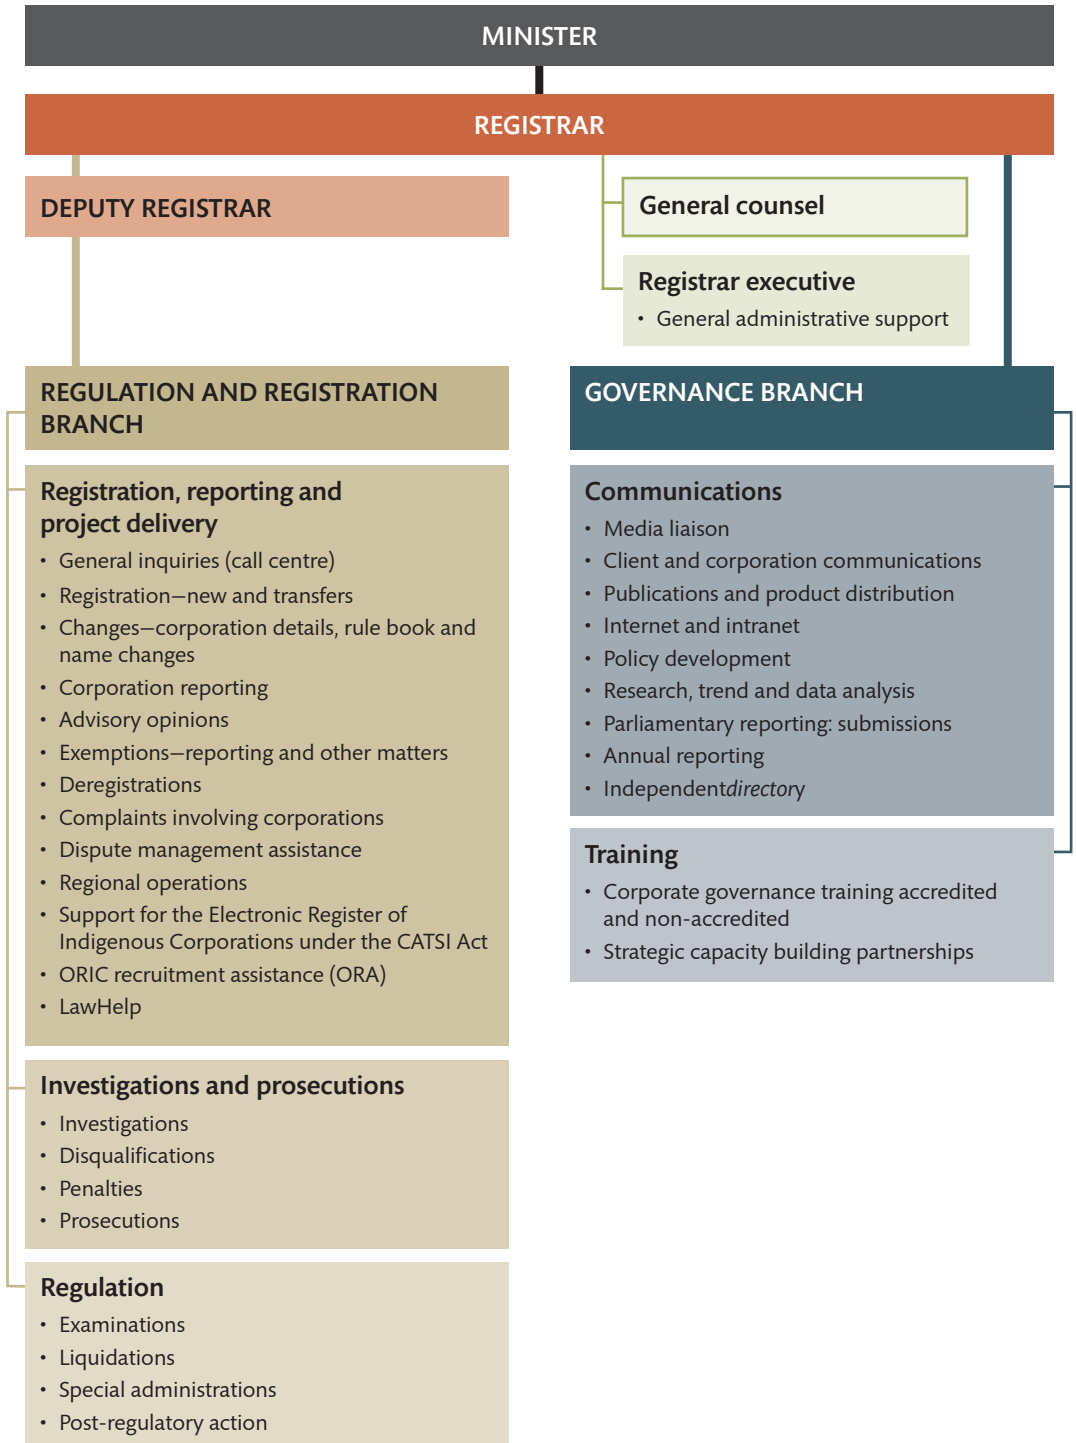 MINISTER
REGISTRAR
DEPUTY REGISTRAR
General counsel
Registrar executive
• General administrative support
REGULATION AND REGISTRATION
BRANCH
Registration, reporting and
project delivery
• General inquiries (call centre)
• Registration—new and transfers
• Changes—corporation details, rule book and
name changes
• Corporation reporting
• Advisory opinions
• Exemptions—reporting and other matters
• Deregistrations
• Complaints involving corporations
• Dispute management assistance
• Regional operations
• Support for the Electronic Register of
Indigenous Corporations under the CATSI Act
• ORIC recruitment assistance (ORA)
• LawHelp
Investigations and prosecutions
• Investigations
• Disqualifications
• Penalties
• Prosecutions
Regulation
• Examinations
• Liquidations
• Special administrations
• Post-regulatory action
GOVERNANCE BRANCH
Communications
• Media liaison
• Client and corporation communications
• Publications and product distribution
• Internet and intranet
• Policy development
• Research, trend and data analysis
• Parliamentary reporting: submissions
• Annual reporting
• Independentdirectory
Training
• Corporate governance training accredited
and non-accredited
• Strategic capacity building partnerships